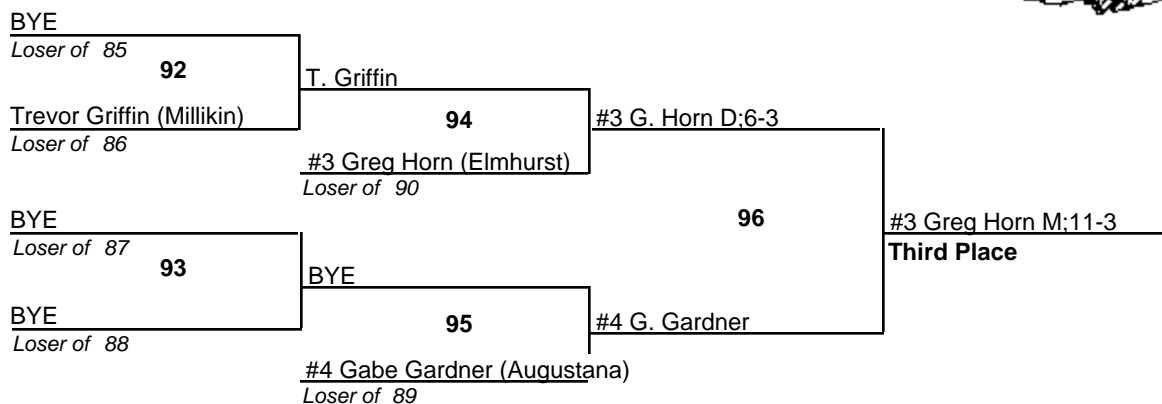 BYE
Loser of 85
92
T. Griffin
Trevor Griffin (Millikin)
Loser of 86
94
#3 G. Horn D;6-3
#3 Greg Horn (Elmhurst)
Loser of 90
BYE
Loser of 87
96
#3 Greg Horn M;11-3
Third Place
93
BYE
BYE
Loser of 88
95
#4 G. Gardner
#4 Gabe Gardner (Augustana)
Loser of 89